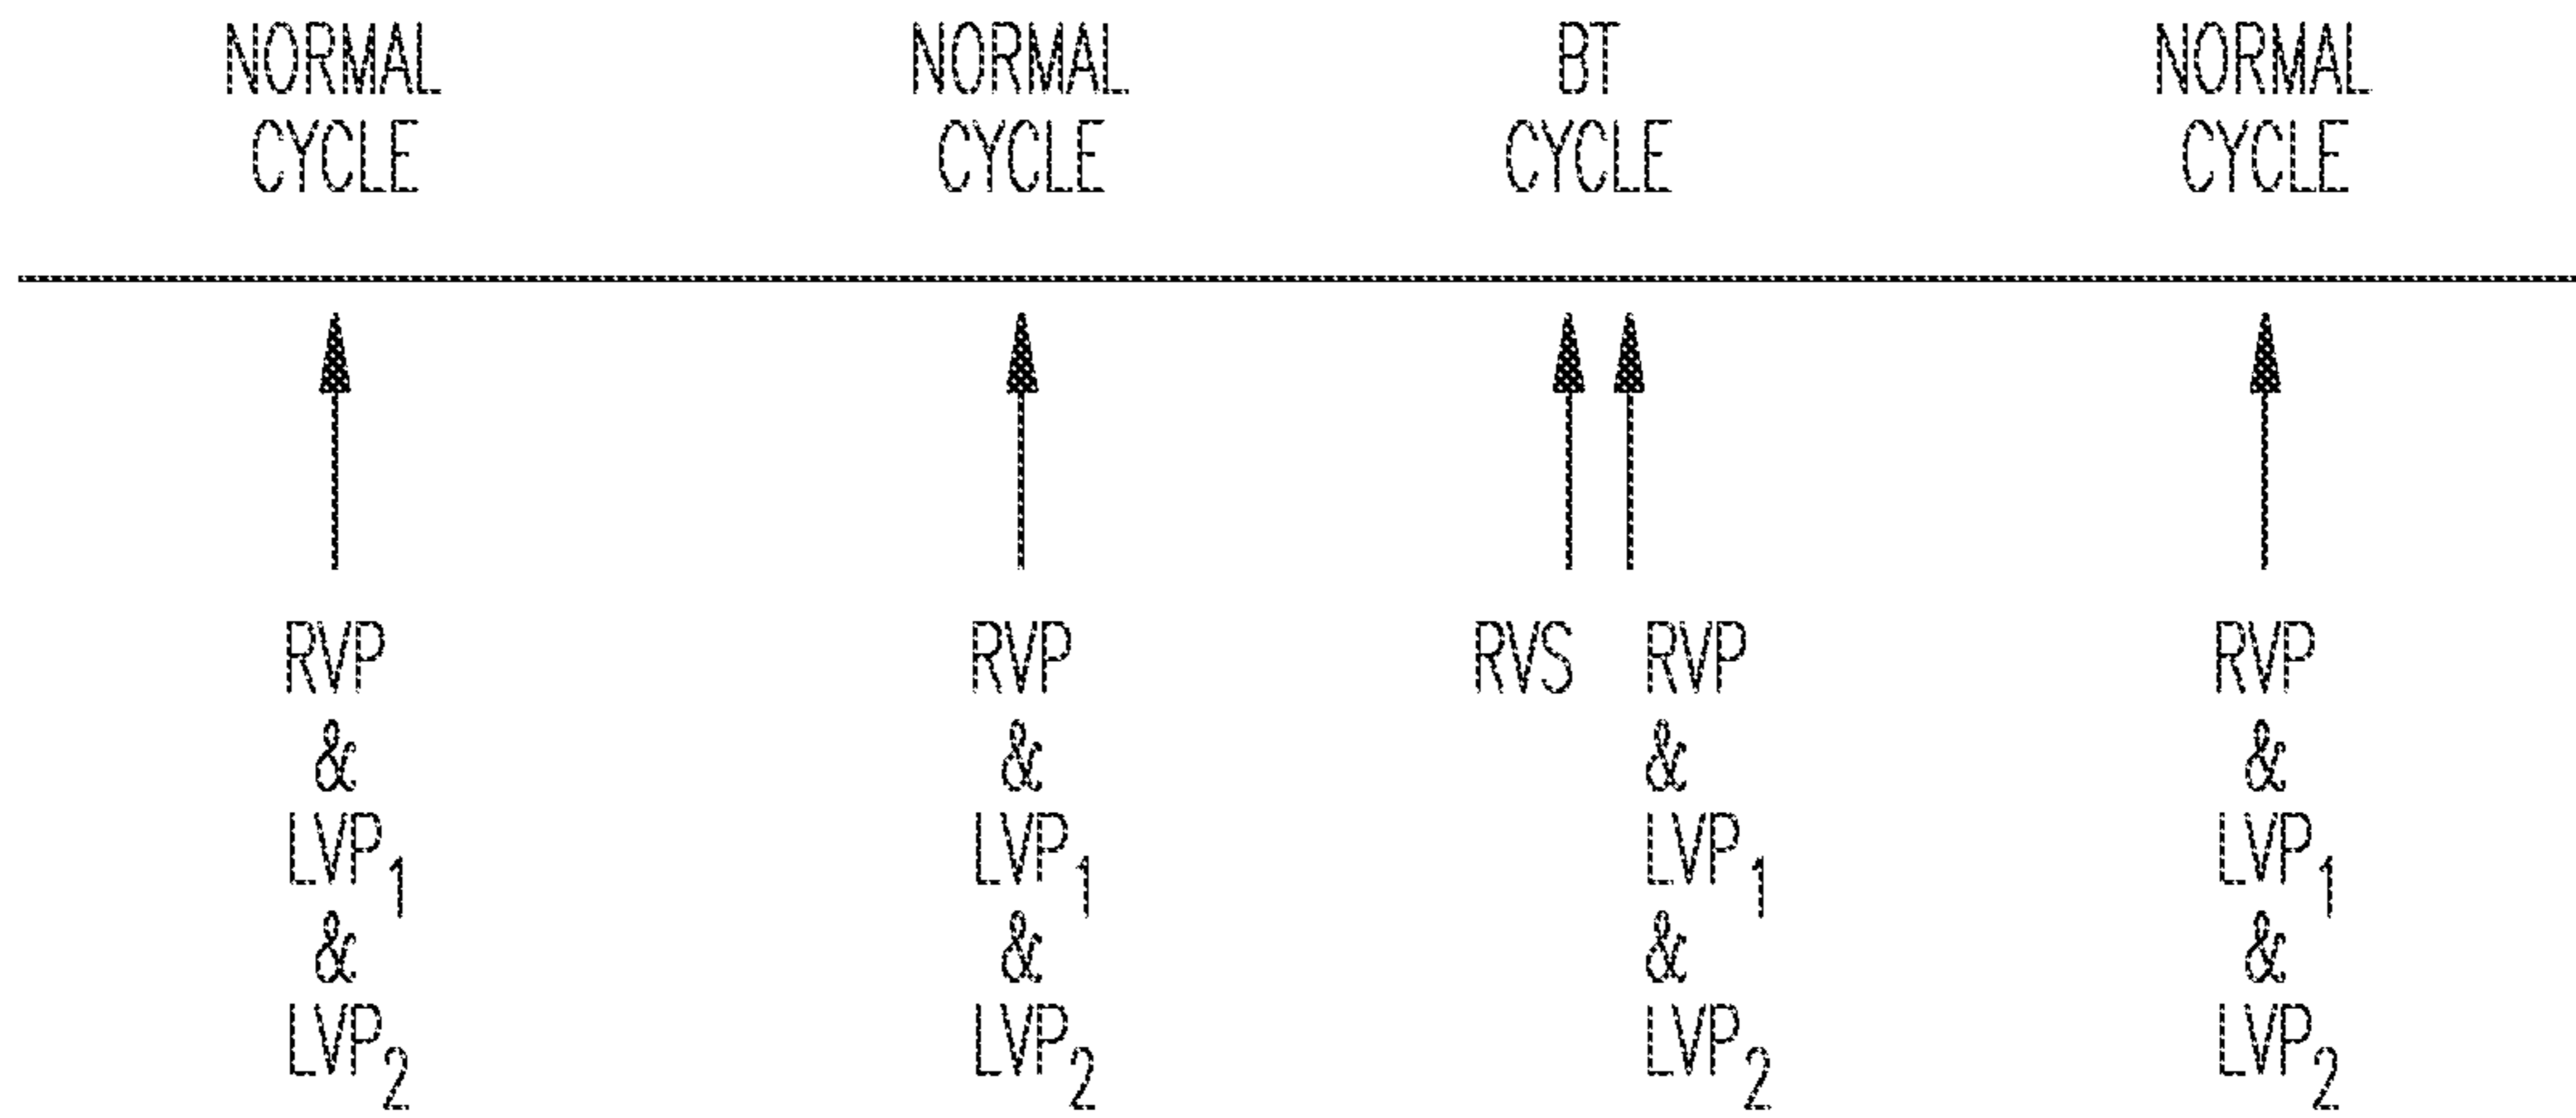 NORMAL CYCLE
NORMAL CYCLE
BT CYCLE
NORMAL CYCLE
RVP
&
LVP₁
&
LVP₂
RVP
&
LVP₁
&
LVP₂
RVS
RVP
&
LVP₁
&
LVP₂
RVP
&
LVP₁
&
LVP₂